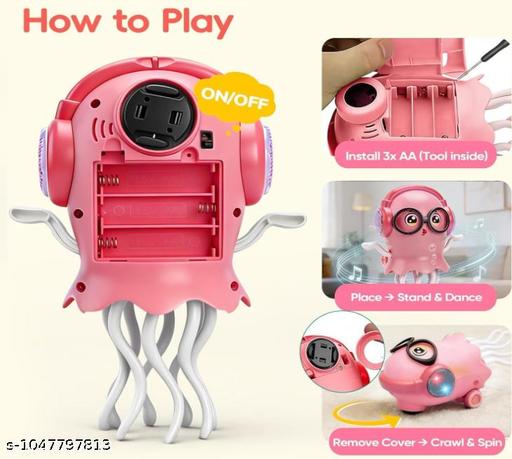 How to Play
ON/OFF
Install 3x AA (Tool inside)
Place → Stand & Dance
Remove Cover → Crawl & Spin
s-1047797813